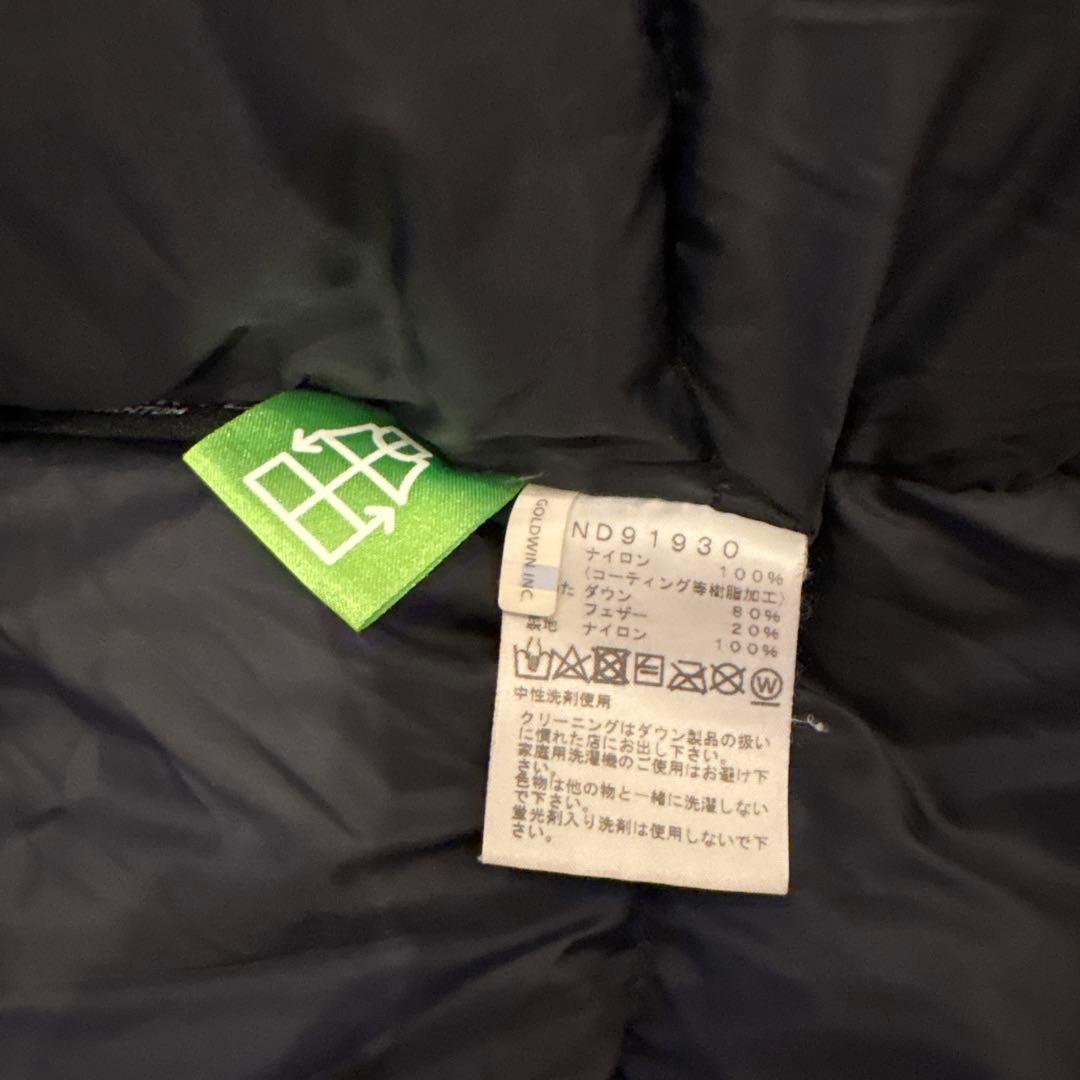 GOLDWIN INC.
ND91930
ナイロン 100%
(コーティング等樹脂加工)
た ダウン 80%
フェザー 20%
表地 ナイロン 100%
W
中性洗剤使用
クリーニングはダウン製品の扱い
に慣れた店にお出し下さい。
家庭用洗濯機のご使用はお避け下
さい。
色物は他の物と一緒に洗濯しない
で下さい。
蛍光剤入り洗剤は使用しないで下
さい。